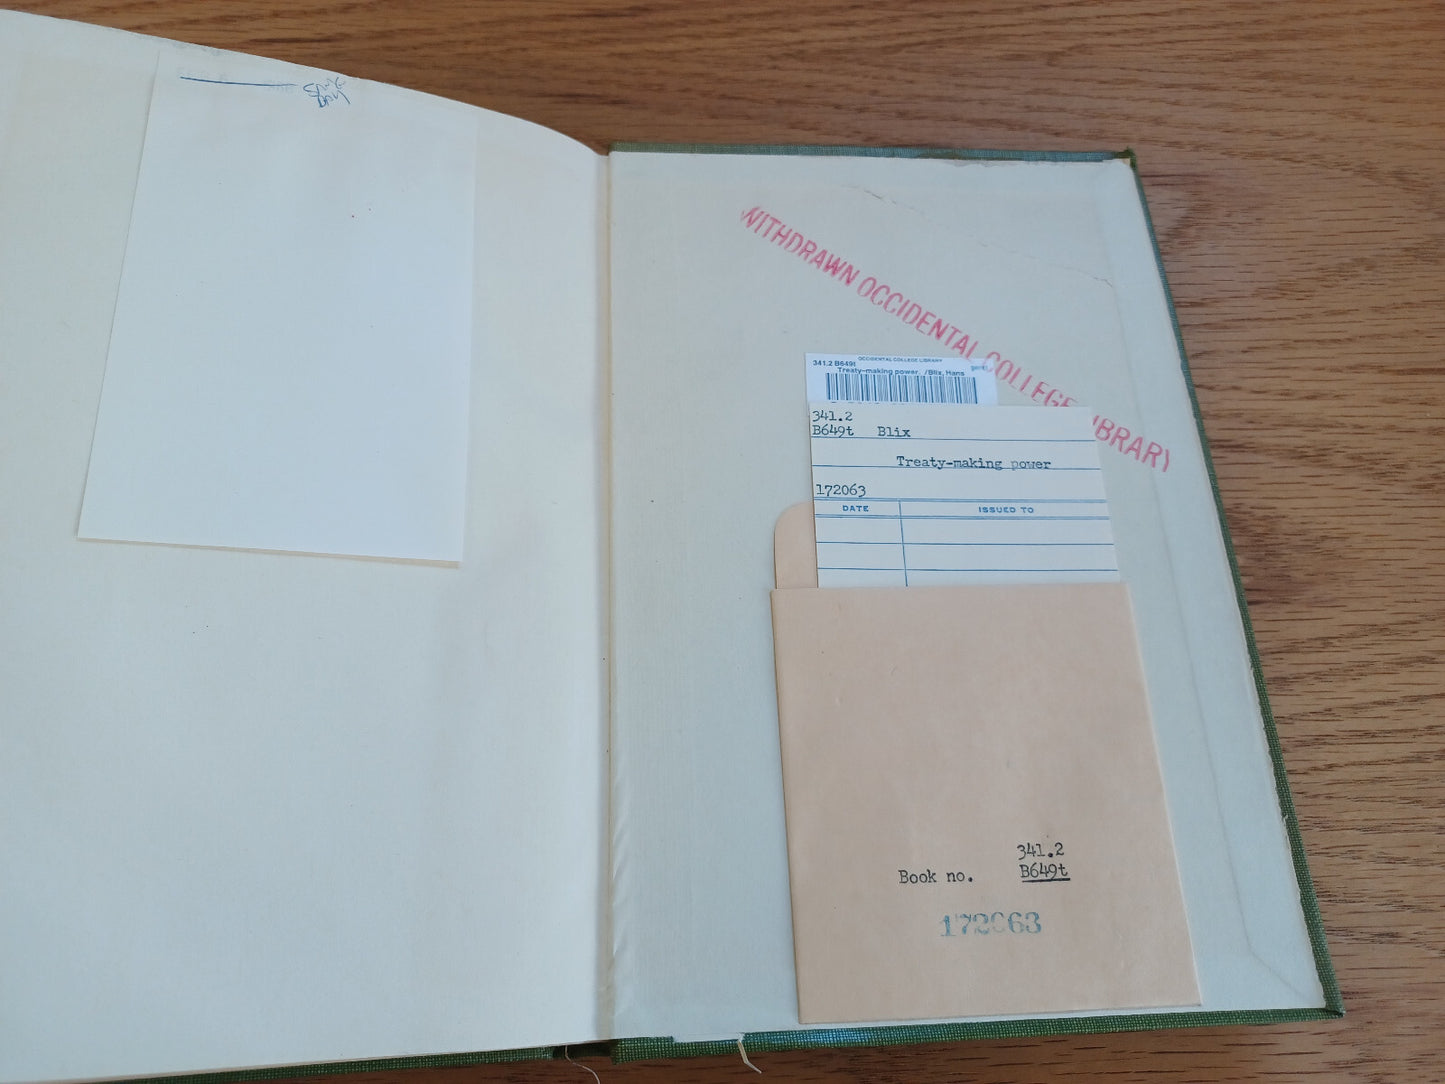 WITHDRAWN OCCIDENTAL COLLEGE LIBRARY
OCCIDENTAL COLLEGE LIBRARY
341.2 B649t
Treaty-making power. /Blix, Hans
341.2
B649t Blix
Treaty-making power
172063
DATE ISSUED TO
341.2
Book no. B649t
172063